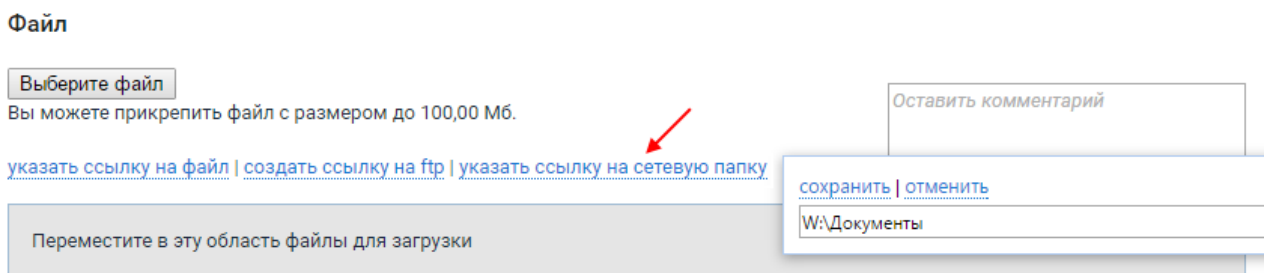 Файл
Выберите файл
Вы можете прикрепить файл с размером до 100,00 Мб.
Оставить комментарий
указать ссылку на файл | создать ссылку на ftp | указать ссылку на сетевую папку
сохранить | отменить
W:\Документы
Переместите в эту область файлы для загрузки